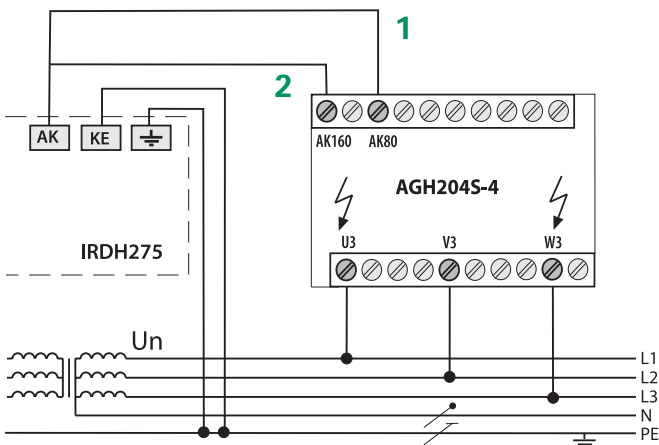 1
2
AK KE
AK160 AK80
AGH204S-4
IRDH275
U3 V3 W3
Un
L1
L2
L3
N
PE